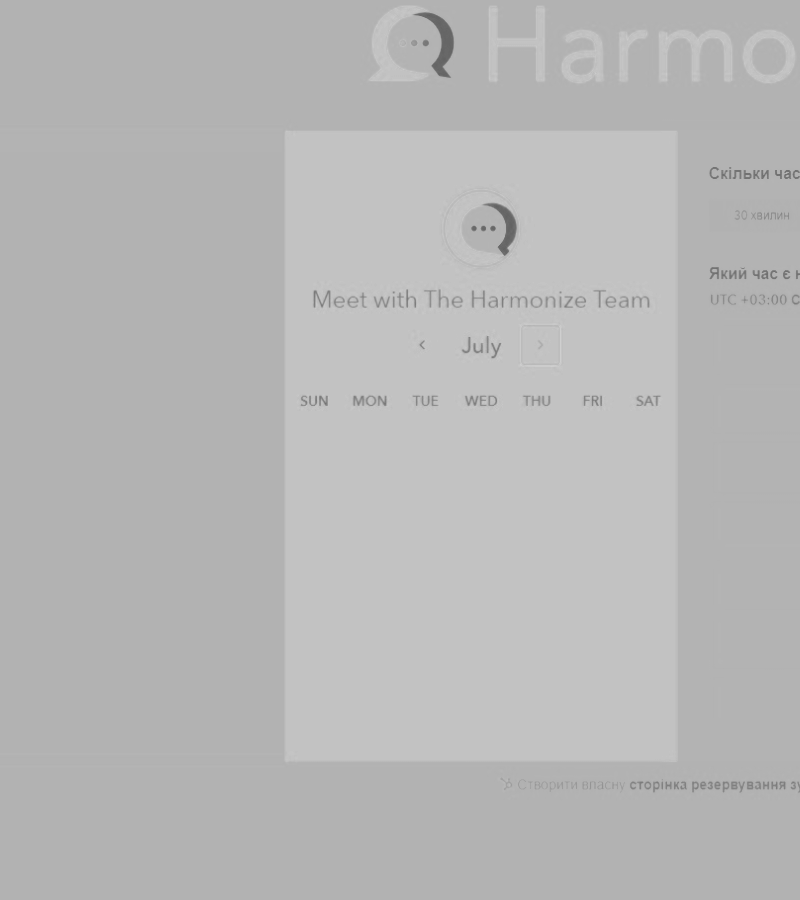 Harmo
Meet with The Harmonize Team
July
SUN MON TUE WED THU FRI SAT
Скільки час
30 хвилин
Який час є н
UTC +03:00 С
Створити власну сторінка резервування зу